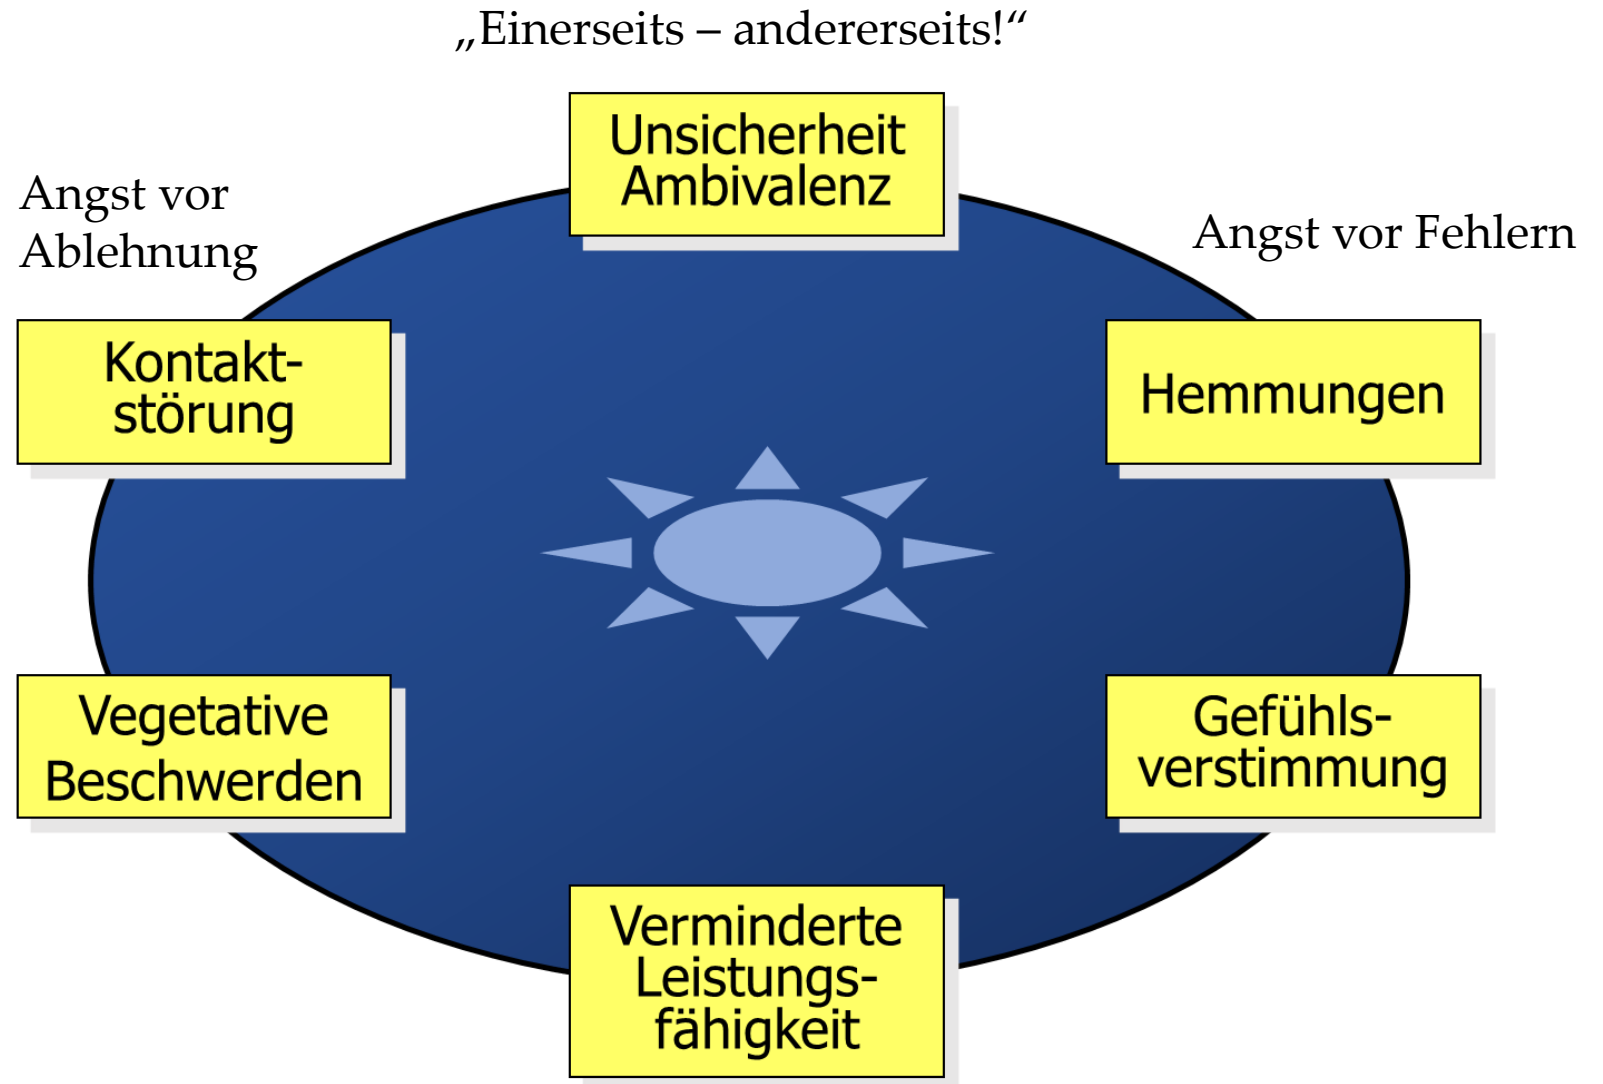 „Einerseits – andererseits!“
Unsicherheit
Ambivalenz
Angst vor
Ablehnung
Angst vor Fehlern
Kontakt-
störung
Hemmungen
Vegetative
Beschwerden
Gefühls-
verstimmung
Verminderte
Leistungs-
fähigkeit